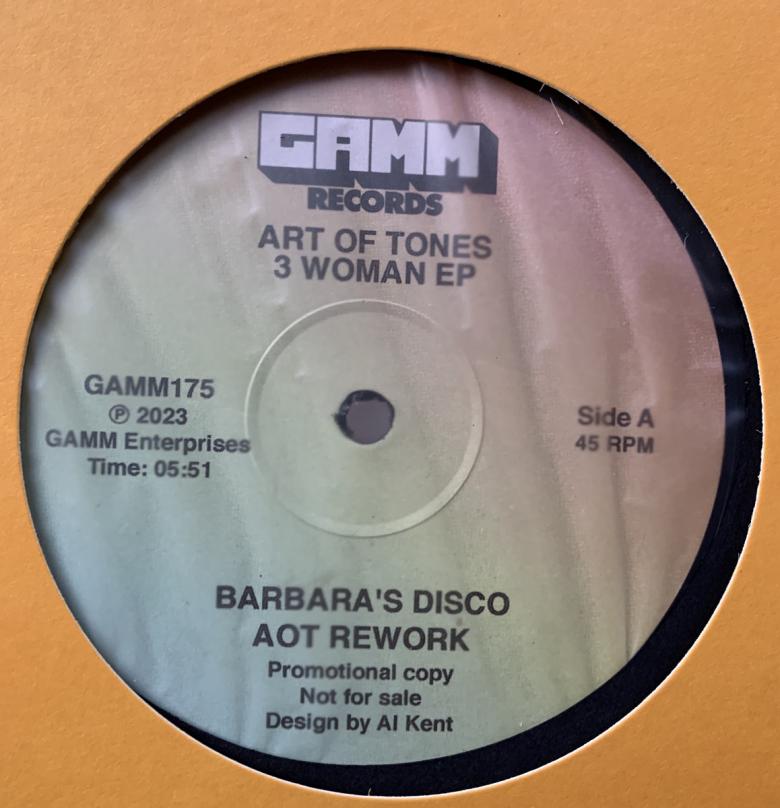 GAMM
RECORDS
ART OF TONES
3 WOMAN EP
GAMM175
℗ 2023
GAMM Enterprises
Time: 05:51
Side A
45 RPM
BARBARA'S DISCO
AOT REWORK
Promotional copy
Not for sale
Design by Al Kent